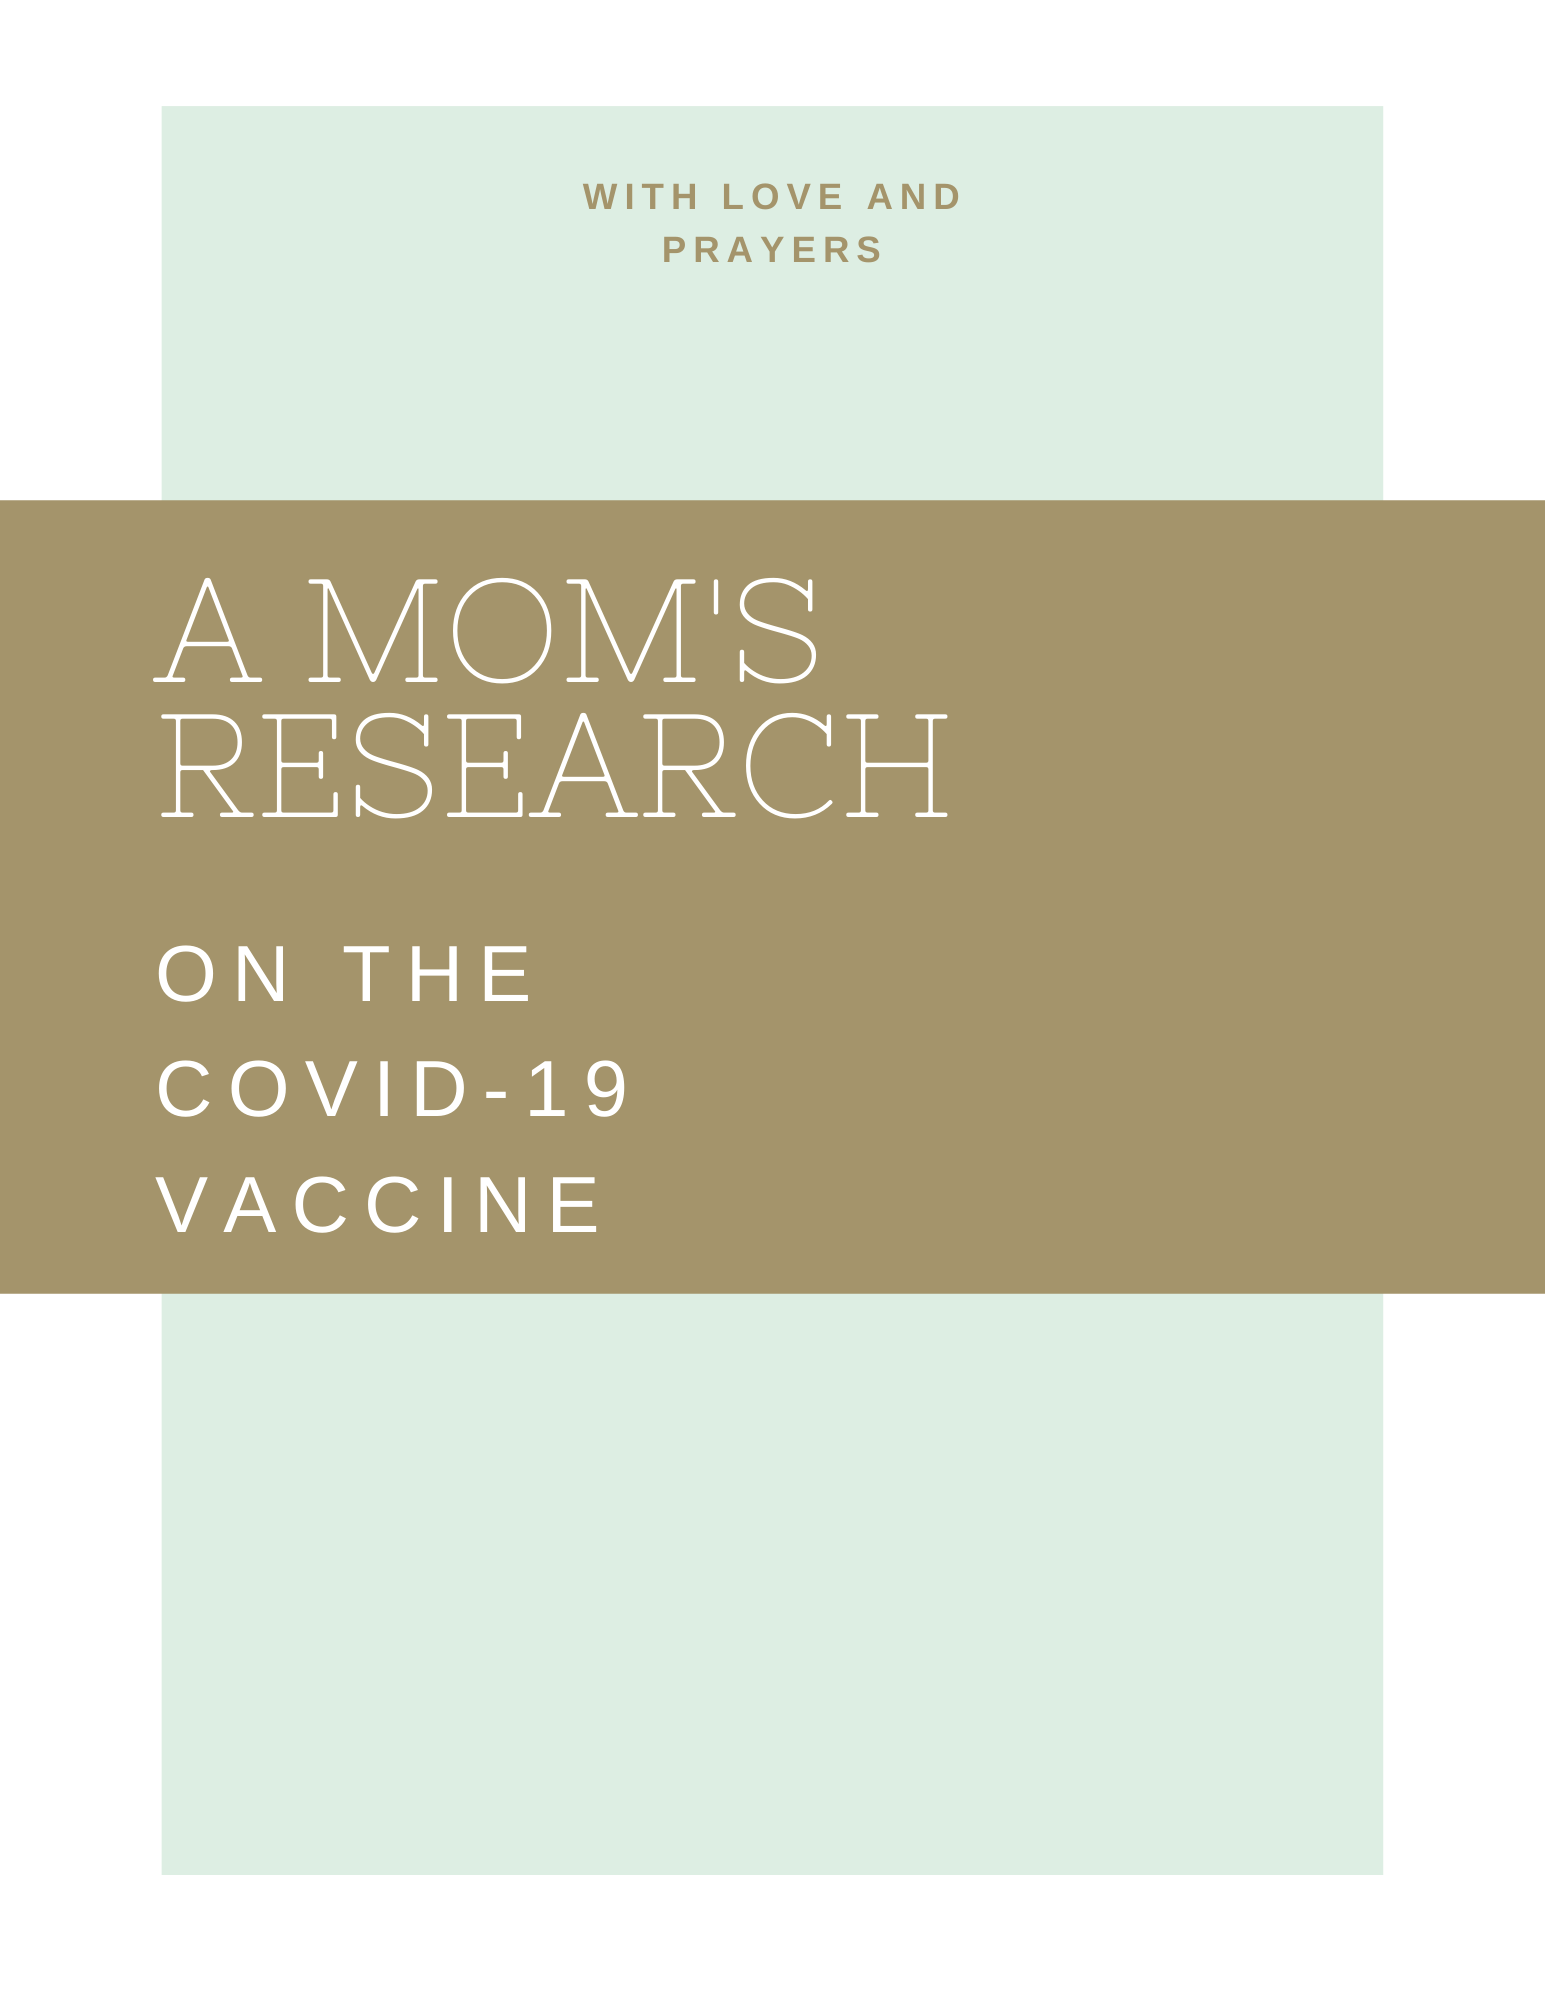 WITH LOVE AND
PRAYERS
A MOM'S
RESEARCH
ON THE
COVID-19
VACCINE